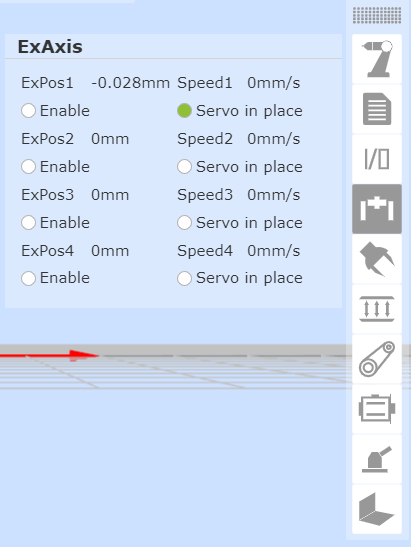 ExAxis
ExPos1 -0.028mm Speed1 0mm/s
Enable Servo in place
ExPos2 0mm Speed2 0mm/s
Enable Servo in place
ExPos3 0mm Speed3 0mm/s
Enable Servo in place
ExPos4 0mm Speed4 0mm/s
Enable Servo in place
I/O